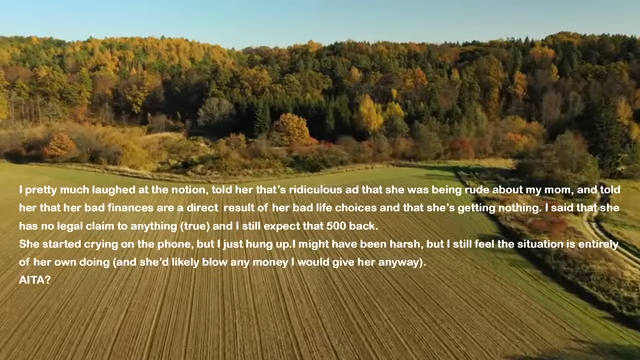 I pretty much laughed at the notion, told her that's ridiculous ad that she was being rude about my mom, and told
her that her bad finances are a direct result of her bad life choices and that she's getting nothing. I said that she
has no legal claim to anything (true) and I still expect that 500 back.
She started crying on the phone, but I just hung up.I might have been harsh, but I still feel the situation is entirely
of her own doing (and she'd likely blow any money I would give her anyway).
AITA?